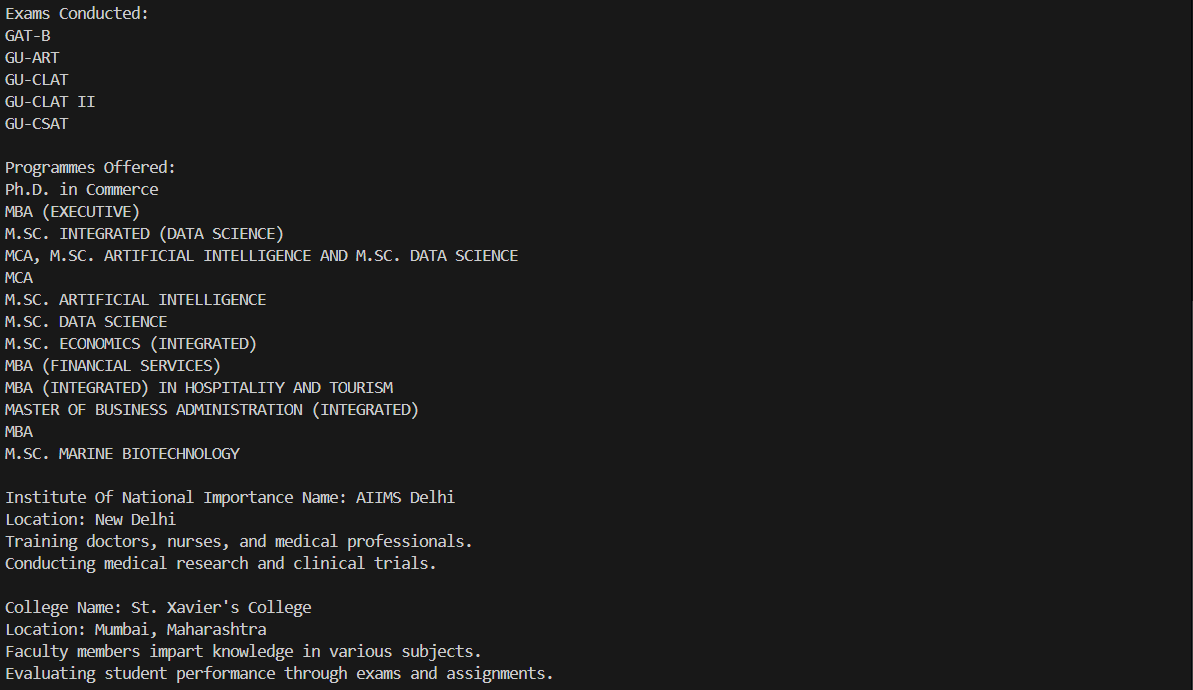 Exams Conducted:
GAT-B
GU-ART
GU-CLAT
GU-CLAT II
GU-CSAT

Programmes Offered:
Ph.D. in Commerce
MBA (EXECUTIVE)
M.SC. INTEGRATED (DATA SCIENCE)
MCA, M.SC. ARTIFICIAL INTELLIGENCE AND M.SC. DATA SCIENCE
MCA
M.SC. ARTIFICIAL INTELLIGENCE
M.SC. DATA SCIENCE
M.SC. ECONOMICS (INTEGRATED)
MBA (FINANCIAL SERVICES)
MBA (INTEGRATED) IN HOSPITALITY AND TOURISM
MASTER OF BUSINESS ADMINISTRATION (INTEGRATED)
MBA
M.SC. MARINE BIOTECHNOLOGY

Institute Of National Importance Name: AIIMS Delhi
Location: New Delhi
Training doctors, nurses, and medical professionals.
Conducting medical research and clinical trials.

College Name: St. Xavier's College
Location: Mumbai, Maharashtra
Faculty members impart knowledge in various subjects.
Evaluating student performance through exams and assignments.